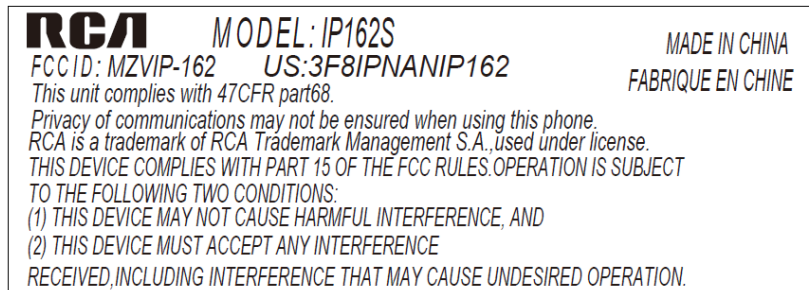 RCA MODEL: IP162S
MADE IN CHINA
FCCID: MZVIP-162 US:3F8IPNANIP162
FABRIQUE EN CHINE
This unit complies with 47CFR part68.
Privacy of communications may not be ensured when using this phone.
RCA is a trademark of RCA Trademark Management S.A.,used under license.
THIS DEVICE COMPLIES WITH PART 15 OF THE FCC RULES.OPERATION IS SUBJECT
TO THE FOLLOWING TWO CONDITIONS:
(1) THIS DEVICE MAY NOT CAUSE HARMFUL INTERFERENCE, AND
(2) THIS DEVICE MUST ACCEPT ANY INTERFERENCE
RECEIVED,INCLUDING INTERFERENCE THAT MAY CAUSE UNDESIRED OPERATION.